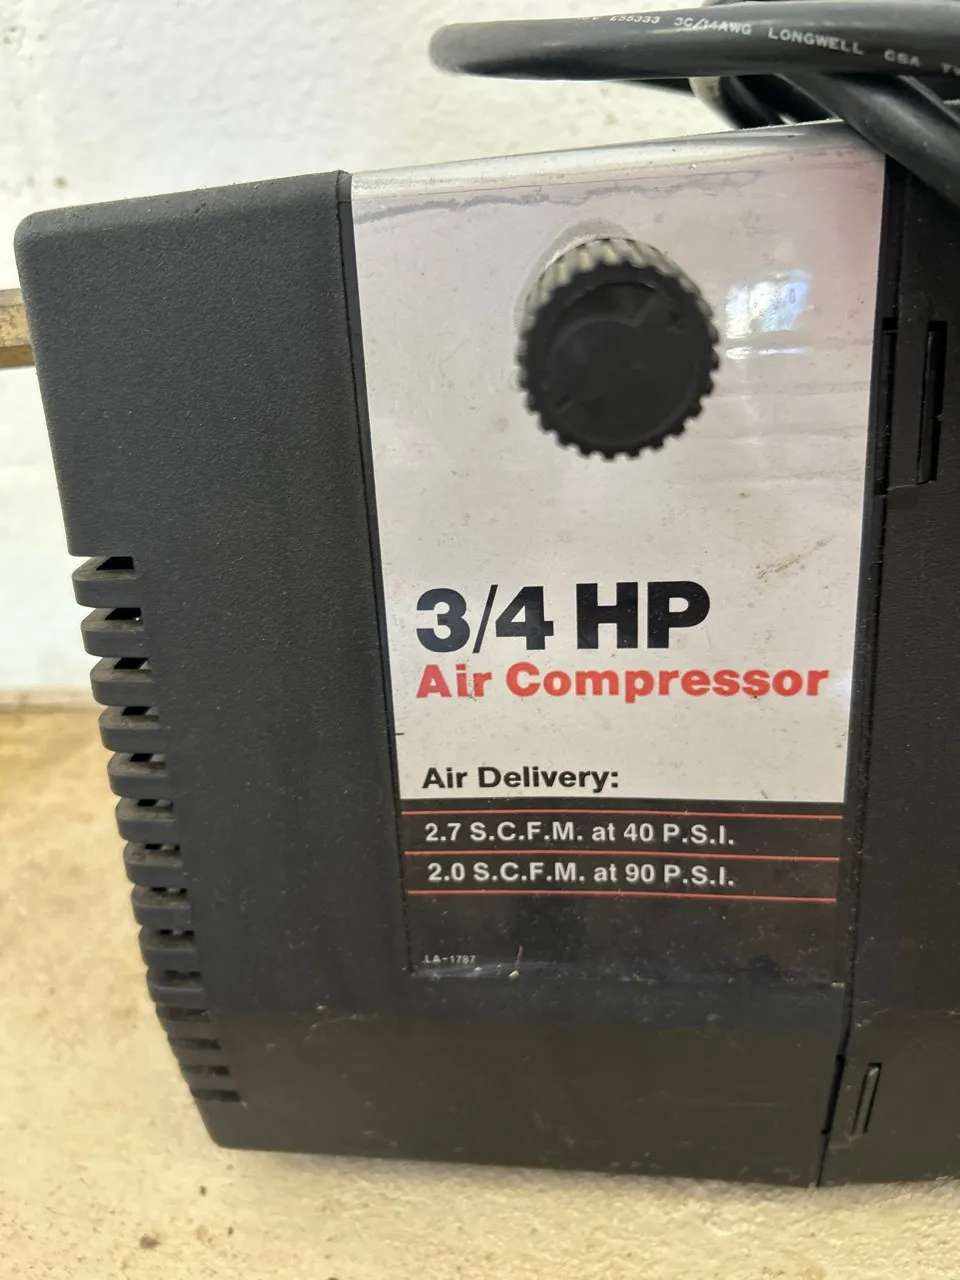 255333 3C/14AWG LONGWELL CSA
3/4 HP
Air Compressor
Air Delivery:
2.7 S.C.F.M. at 40 P.S.I.
2.0 S.C.F.M. at 90 P.S.I.
LA-1787